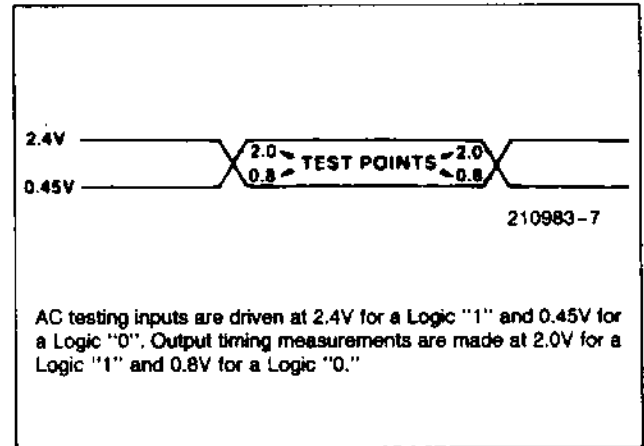 2.4V
2.0 TEST POINTS 2.0
0.45V
0.8 0.8
210983-7
AC testing inputs are driven at 2.4V for a Logic "1" and 0.45V for
a Logic "0". Output timing measurements are made at 2.0V for a
Logic "1" and 0.8V for a Logic "0."